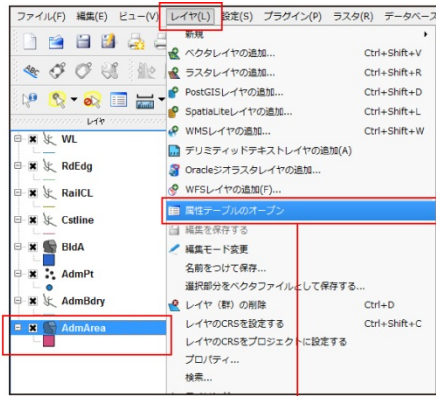 ファイル(F) 編集(E) ビュー(V) レイヤ(L) 設定(S) プラグイン(P) ラスタ(R) データベース
新規
ベクタレイヤの追加... Ctrl+Shift+V
ラスタレイヤの追加... Ctrl+Shift+R
PostGISレイヤの追加... Ctrl+Shift+D
SpatiaLiteレイヤの追加... Ctrl+Shift+L
WMSレイヤの追加... Ctrl+Shift+W
デリミティッドテキストレイヤの追加(A)
Oracleジオラスタレイヤの追加...
WFSレイヤの追加(F)...
属性テーブルのオープン
編集を保存する
編集モード変更
名前をつけて保存...
選択部分をベクタファイルとして保存する...
レイヤ（群）の削除 Ctrl+D
レイヤのCRSを設定する Ctrl+Shift+C
レイヤのCRSをプロジェクトに設定する
プロパティ...
検索...
レイヤ
WL
RdEdg
RailCL
Cstline
BldA
AdmPt
AdmBdry
AdmArea